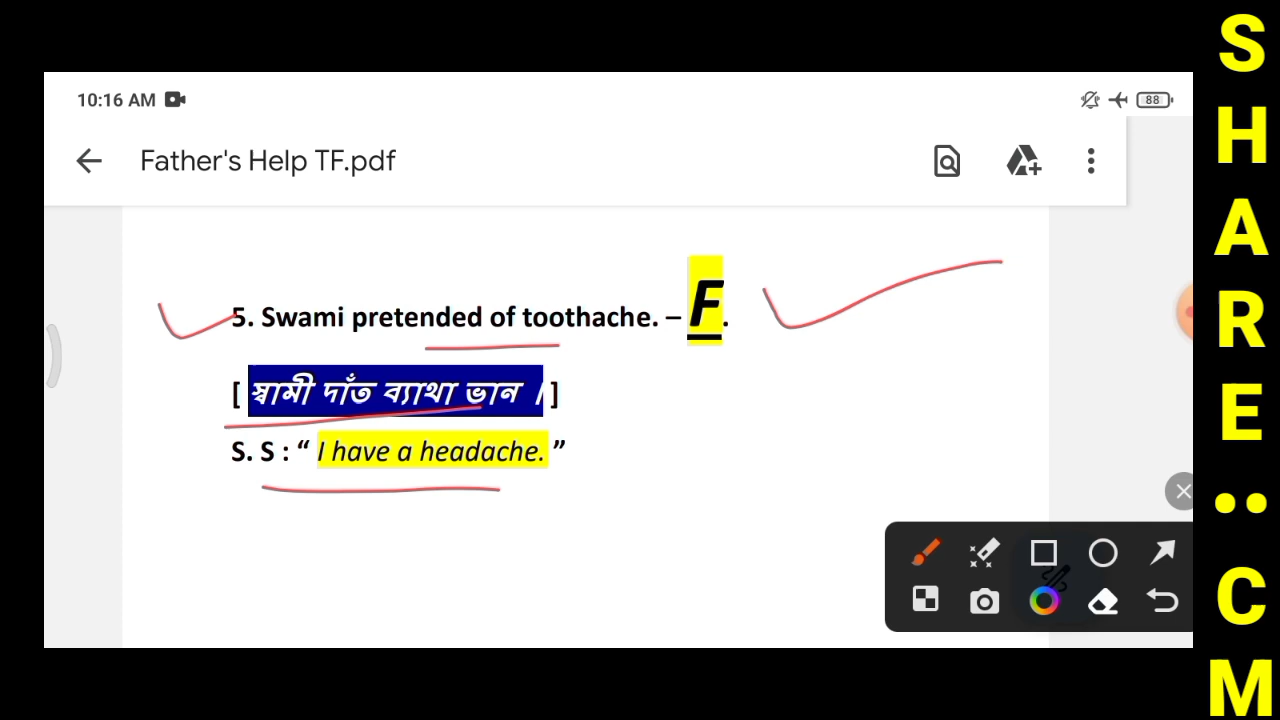 10:16 AM
88
Father's Help TF.pdf
5. Swami pretended of toothache. – F.
[ স্বামী দাঁত ব্যাথা ভান । ]
S. S : “ I have a headache. ”
SHARE••CM